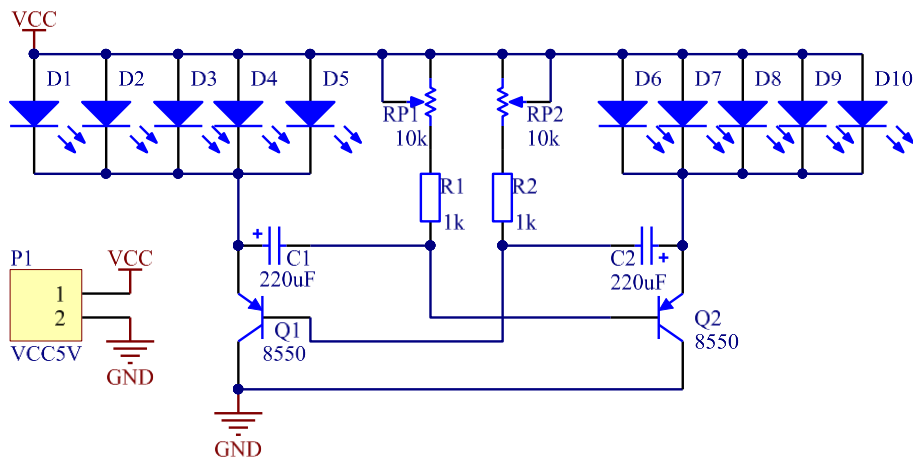 VCC
D1 D2 D3 D4 D5 D6 D7 D8 D9 D10
RP1 RP2
10k 10k
R1 R2
1k 1k
+ C1 C2 +
220uF 220uF
P1 VCC
1
2
VCC5V
GND
Q1 Q2
8550 8550
GND